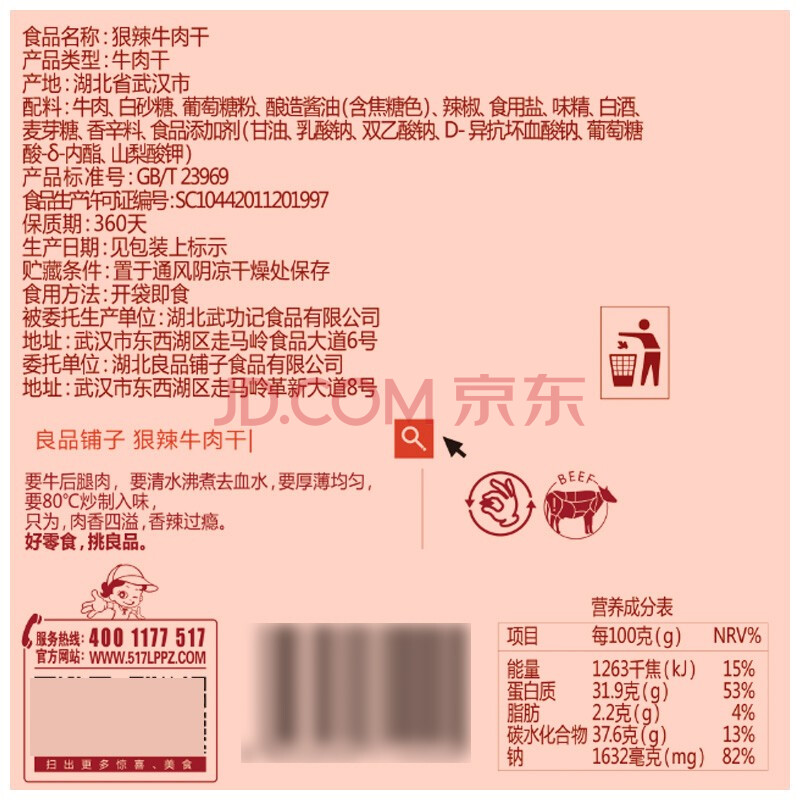 食品名称：狠辣牛肉干
产品类型：牛肉干
产地：湖北省武汉市
配料：牛肉、白砂糖、葡萄糖粉、酿造酱油(含焦糖色)、辣椒、食用盐、味精、白酒、
麦芽糖、香辛料、食品添加剂(甘油、乳酸钠、双乙酸钠、D-异抗坏血酸钠、葡萄糖
酸-δ-内酯、山梨酸钾)
产品标准号：GB/T 23969
食品生产许可证编号：SC10442011201997
保质期：360天
生产日期：见包装上标示
贮藏条件：置于通风阴凉干燥处保存
食用方法：开袋即食
被委托生产单位：湖北武功记食品有限公司
地址：武汉市东西湖区走马岭食品大道6号
委托单位：湖北良品铺子食品有限公司
地址：武汉市东西湖区走马岭革新大道8号
JD.COM 京东
良品铺子 狠辣牛肉干|
要牛后腿肉，要清水沸煮去血水，要厚薄均匀，
要80℃炒制入味，
只为，肉香四溢，香辣过瘾。
好零食，挑良品。
BEEF
服务热线：400 1177 517
官方网站：WWW.517LPPZ.COM
扫出更多惊喜、美食
营养成分表
项目 每100克(g) NRV%
能量 1263千焦(kJ) 15%
蛋白质 31.9克(g) 53%
脂肪 2.2克(g) 4%
碳水化合物 37.6克(g) 13%
钠 1632毫克(mg) 82%